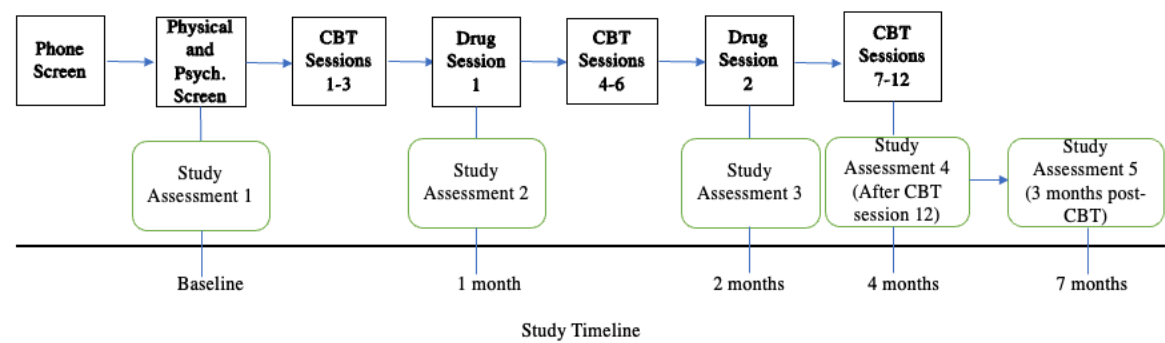 Phone
Screen
Physical
and
Psych.
Screen
CBT
Sessions
1-3
Drug
Session
1
CBT
Sessions
4-6
Drug
Session
2
CBT
Sessions
7-12
Study
Assessment 1
Study
Assessment 2
Study
Assessment 3
Study
Assessment 4
(After CBT
session 12)
Study
Assessment 5
(3 months post-
CBT)
Baseline
1 month
2 months
4 months
7 months
Study Timeline